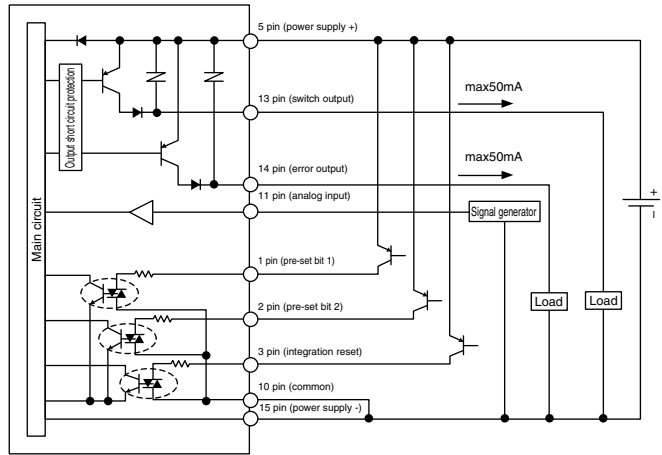 5 pin (power supply +)
Output short circuit protection
max50mA
13 pin (switch output)
max50mA
14 pin (error output)
11 pin (analog input)
Signal generator
Main circuit
+
−
1 pin (pre-set bit 1)
Load
Load
2 pin (pre-set bit 2)
3 pin (integration reset)
10 pin (common)
15 pin (power supply -)